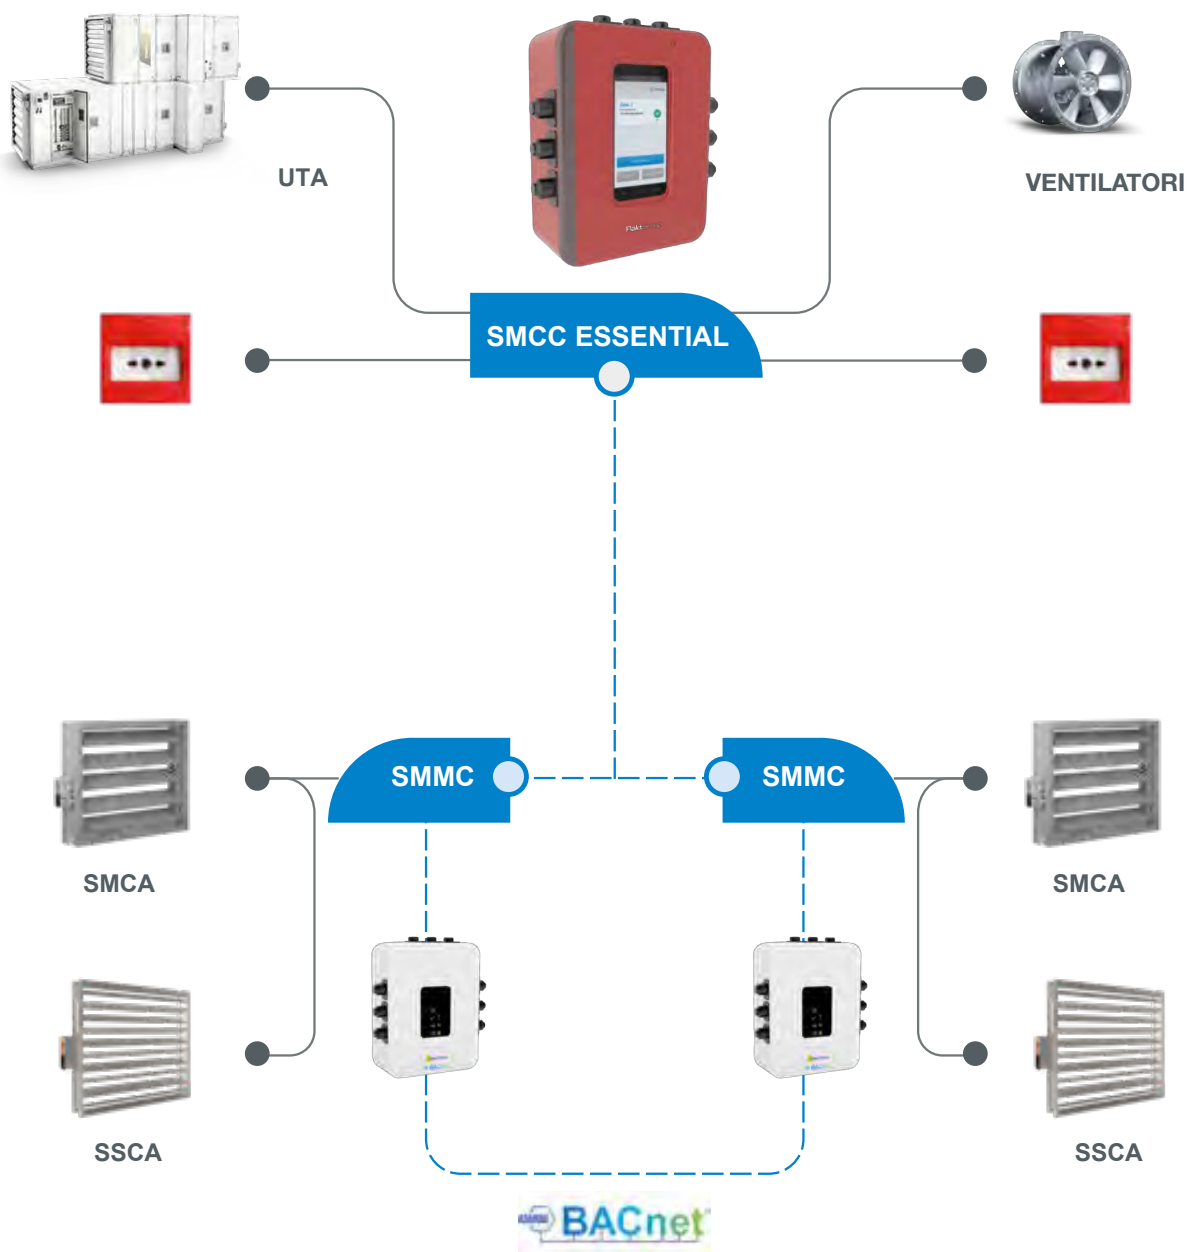 UTA
VENTILATORI
SMCC ESSENTIAL
SMMC
SMMC
SMCA
SMCA
SSCA
SSCA
BACnet